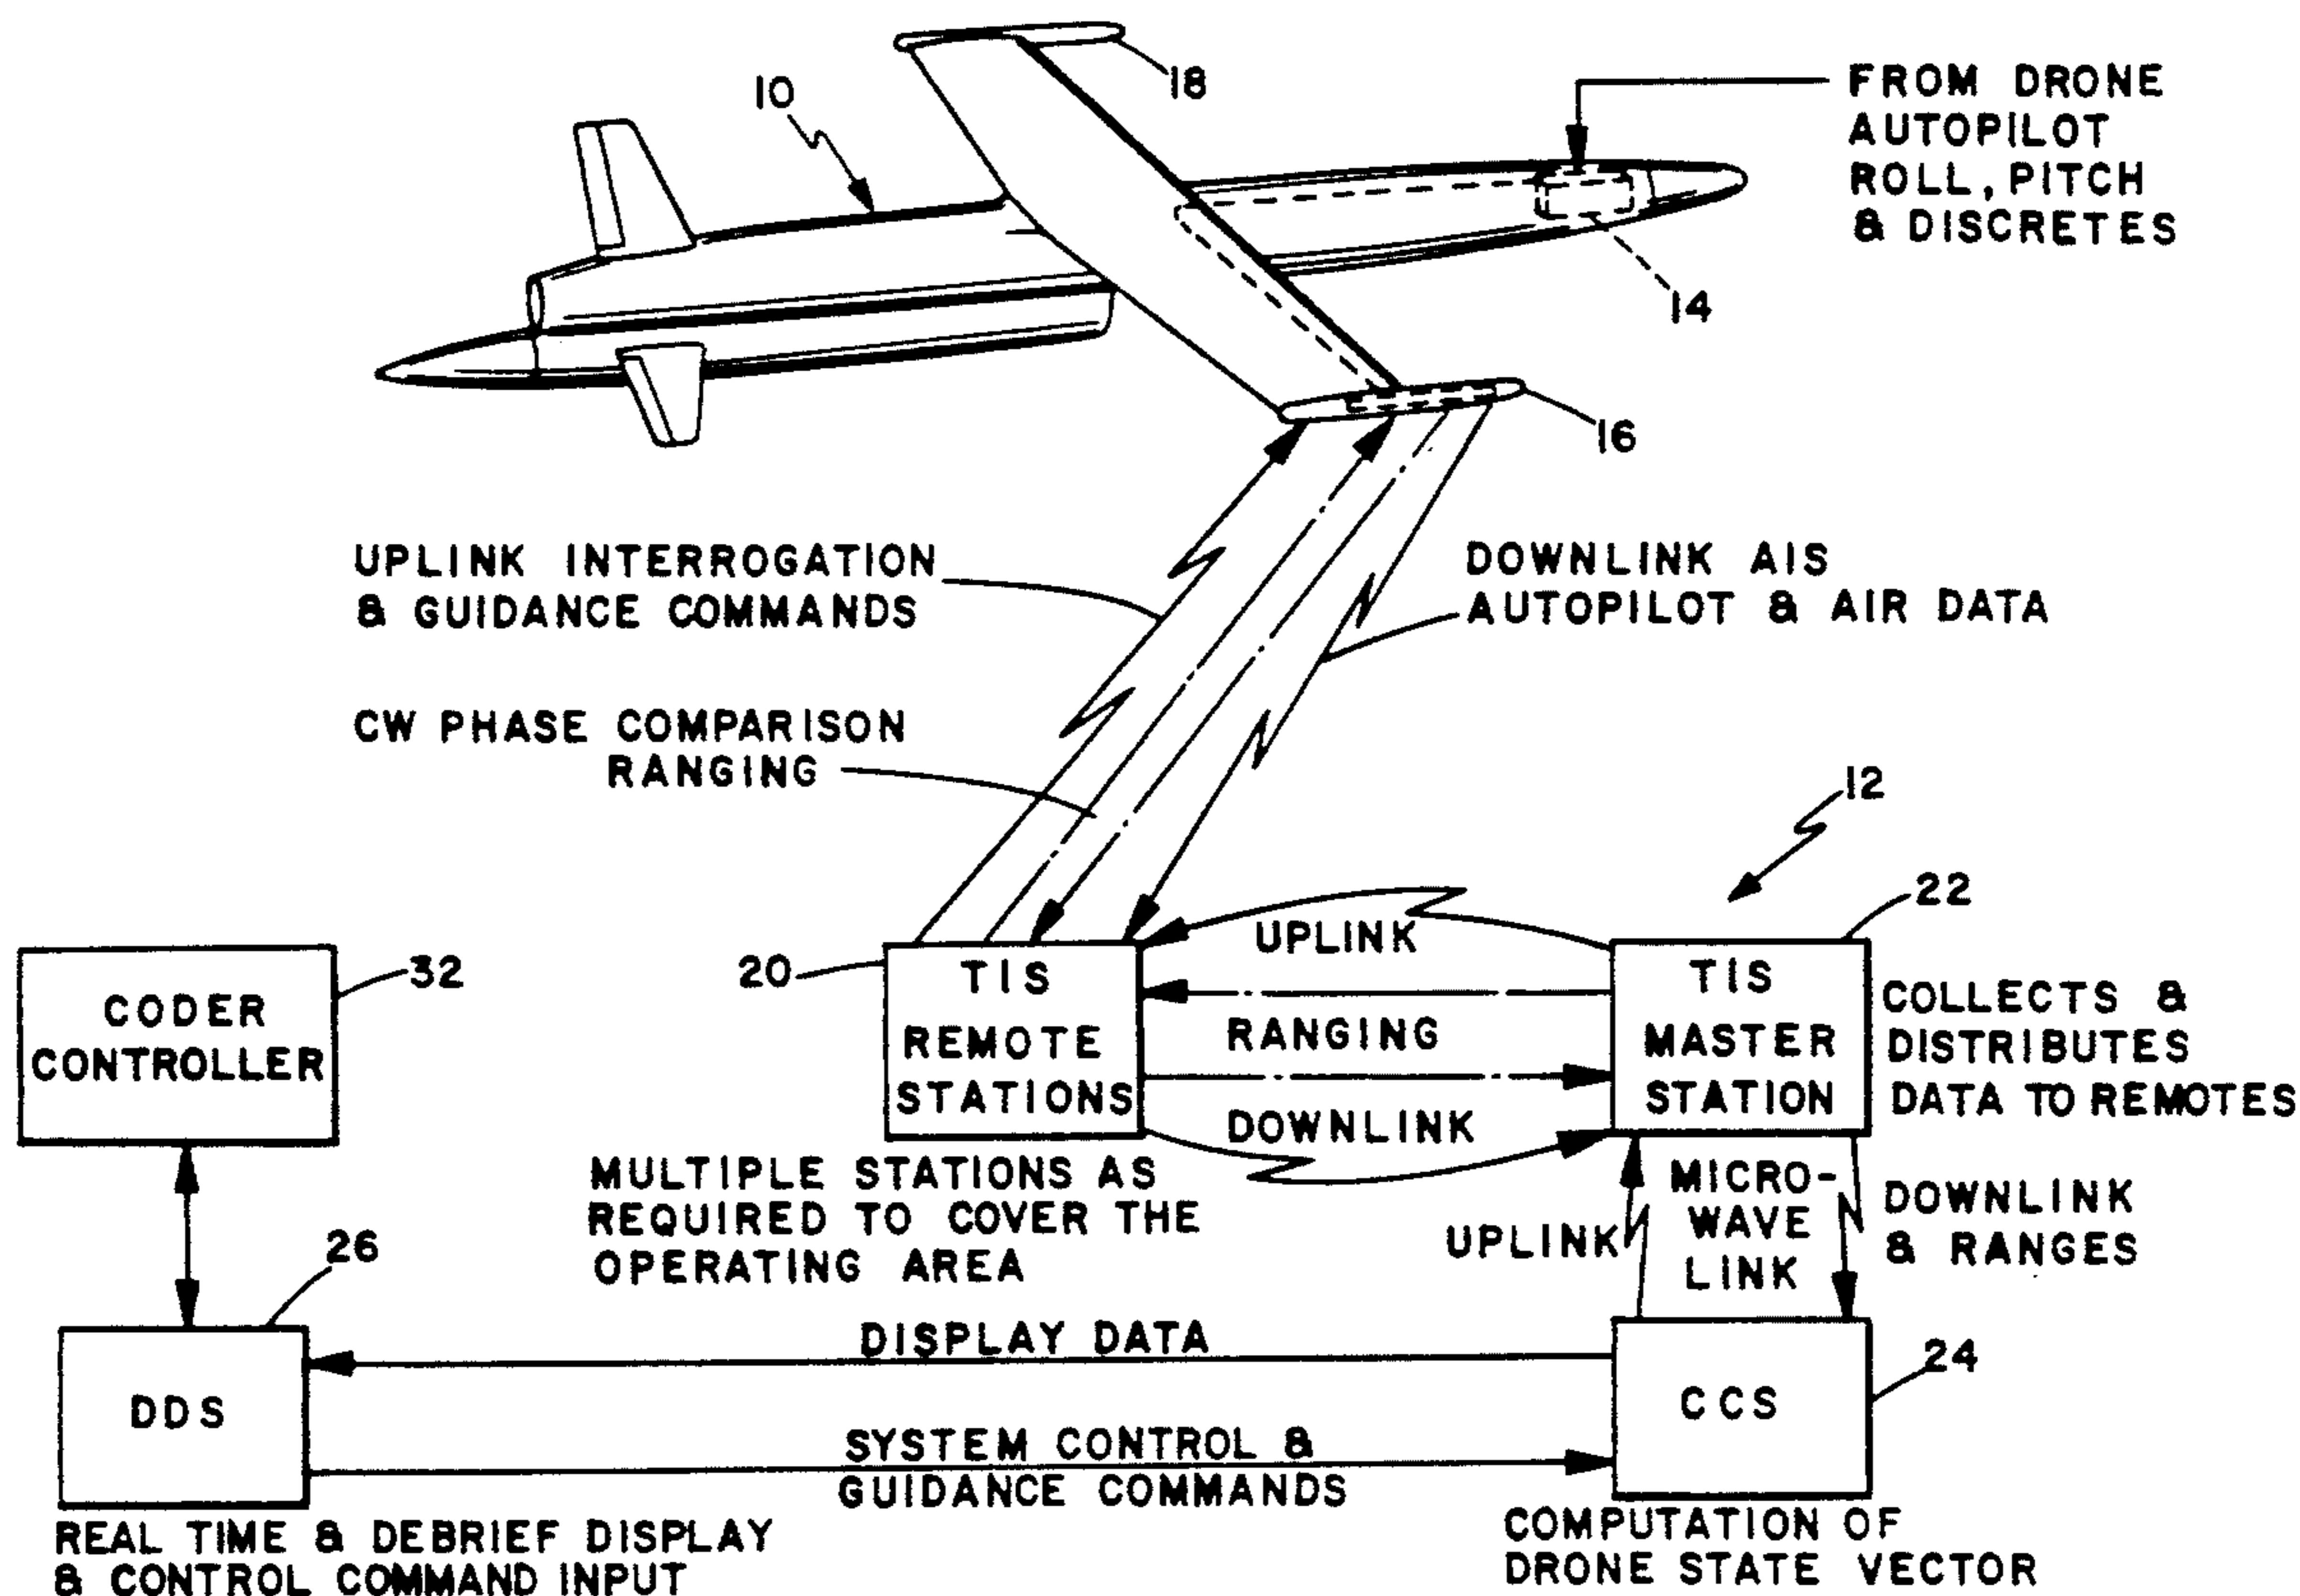 18
10
FROM DRONE
AUTOPILOT
ROLL, PITCH
& DISCRETES
14
16
UPLINK INTERROGATION
& GUIDANCE COMMANDS
DOWNLINK AIS
AUTOPILOT & AIR DATA
CW PHASE COMPARISON
RANGING
12
22
32
CODER
CONTROLLER
20
TIS
REMOTE
STATIONS
UPLINK
RANGING
DOWNLINK
TIS
MASTER
STATION
COLLECTS &
DISTRIBUTES
DATA TO REMOTES
MULTIPLE STATIONS AS
REQUIRED TO COVER THE
OPERATING AREA
UPLINK
MICRO-
WAVE
LINK
DOWNLINK
& RANGES
26
DDS
DISPLAY DATA
SYSTEM CONTROL &
GUIDANCE COMMANDS
24
CCS
REAL TIME & DEBRIEF DISPLAY
& CONTROL COMMAND INPUT
COMPUTATION OF
DRONE STATE VECTOR